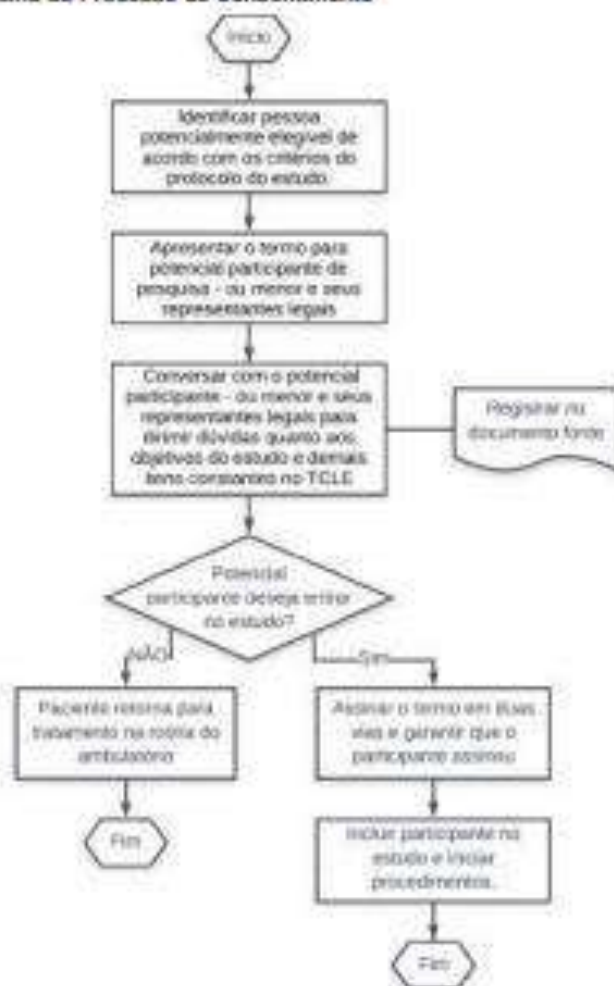 do Processo de Consentimento
Início
Identificar pessoa
potencialmente elegível de
acordo com os critérios do
protocolo do estudo
Apresentar o termo para
potencial participante de
pesquisa - ou menor e seus
representantes legais
Conversar com o potencial
participante - ou menor e seus
representantes legais para
dirimir dúvidas quanto aos
objetivos do estudo e demais
itens constantes no TCLE
Registrar no
documento fonte
Potencial
participante deseja entrar
no estudo?
NÃO
Sim
Paciente retorna para
tratamento na rotina do
ambulatório
Assinar o termo em duas
vias e garantir que o
participante assinou
Fim
Incluir participante no
estudo e iniciar
procedimentos.
Fim